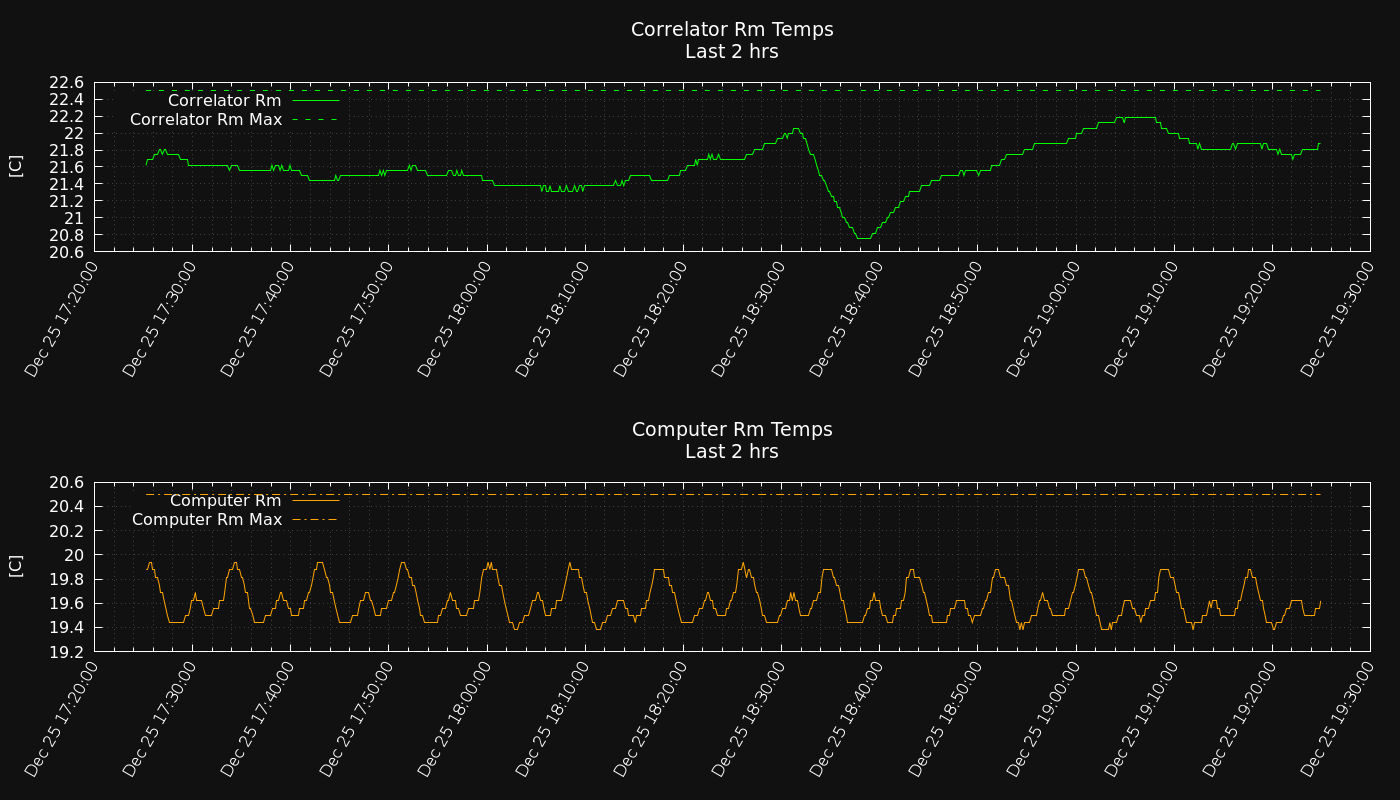 Correlator Rm Temps
Last 2 hrs
22.6
22.4
22.2
22
21.8
21.6
21.4
21.2
21
20.8
20.6
[C]
Correlator Rm
Correlator Rm Max
Dec 25 17:20:00
Dec 25 17:30:00
Dec 25 17:40:00
Dec 25 17:50:00
Dec 25 18:00:00
Dec 25 18:10:00
Dec 25 18:20:00
Dec 25 18:30:00
Dec 25 18:40:00
Dec 25 18:50:00
Dec 25 19:00:00
Dec 25 19:10:00
Dec 25 19:20:00
Dec 25 19:30:00
Computer Rm Temps
Last 2 hrs
20.6
20.4
20.2
20
19.8
19.6
19.4
19.2
[C]
Computer Rm
Computer Rm Max
Dec 25 17:20:00
Dec 25 17:30:00
Dec 25 17:40:00
Dec 25 17:50:00
Dec 25 18:00:00
Dec 25 18:10:00
Dec 25 18:20:00
Dec 25 18:30:00
Dec 25 18:40:00
Dec 25 18:50:00
Dec 25 19:00:00
Dec 25 19:10:00
Dec 25 19:20:00
Dec 25 19:30:00